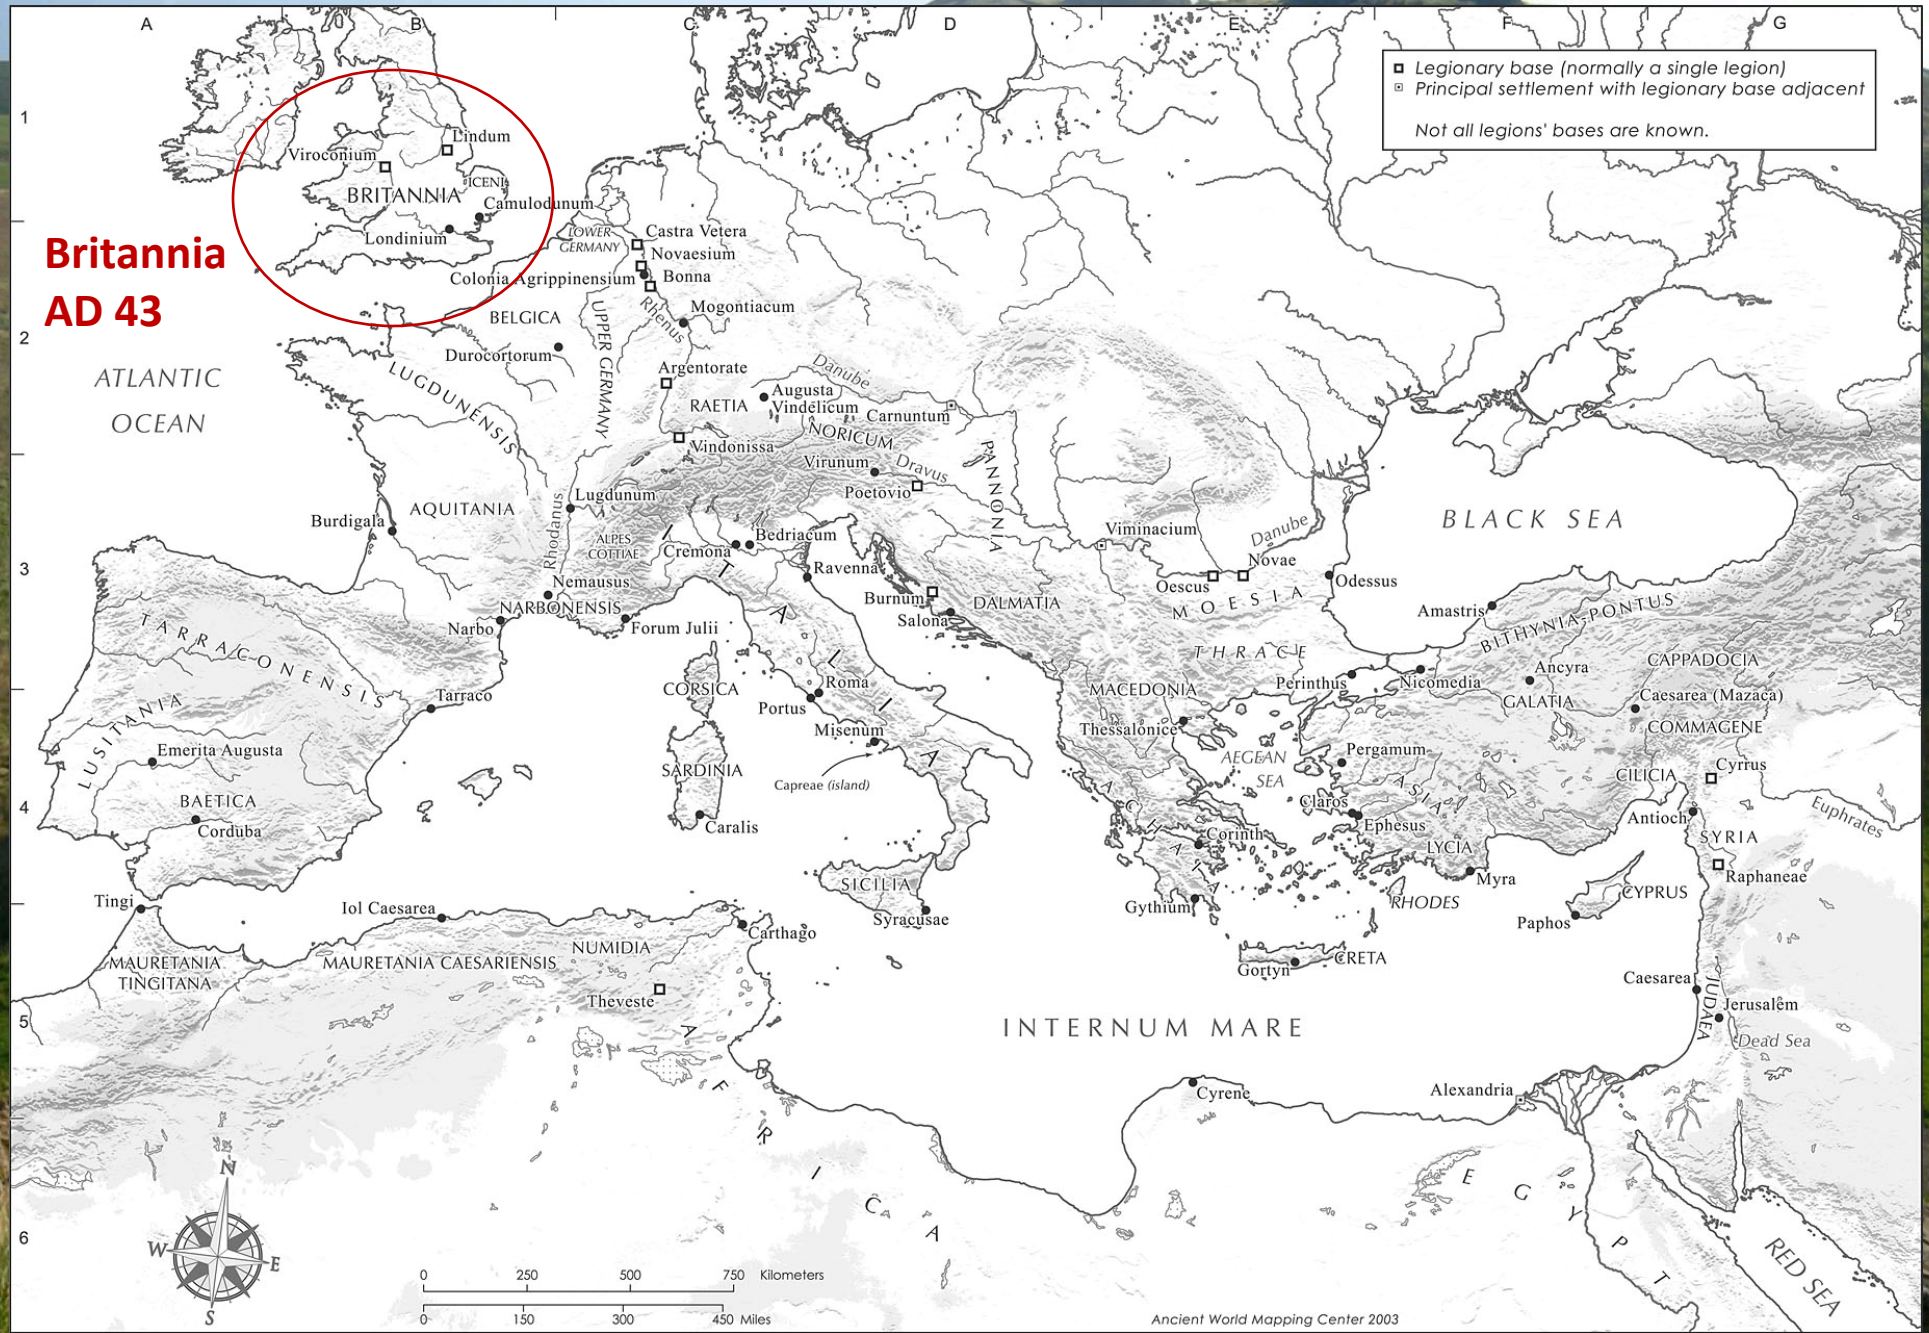 A
B
C
D
E
F
G
1
2
3
4
5
6
Legionary base (normally a single legion)
Principal settlement with legionary base adjacent
Not all legions' bases are known.
Britannia
AD 43
Lindum
Viroconium
ICENI
BRITANNIA
Camulodunum
Londinium
LOWER
GERMANY
Castra Vetera
Novaesium
Colonia Agrippinensium
Bonna
Rhenus
Mogontiacum
BELGICA
UPPER GERMANY
Durocortorum
ATLANTIC
OCEAN
LUGDUNENSIS
Argentorate
Danube
RAETIA
Augusta
Vindelicum
Carnuntum
NORICUM
Vindonissa
Virunum
Dravus
PANNONIA
Poetovio
Lugdunum
Rhodanus
AQUITANIA
Burdigala
ALPES
COTTIAE
Cremona
Bedriacum
ITALIA
Ravenna
Viminacium
Danube
Novae
Oescus
MOESIA
Odessus
BLACK SEA
Nemausus
NARBONENSIS
Narbo
Forum Julii
Burnum
Salona
DALMATIA
Amastris
BITHYNIA-PONTUS
TARRACONENSIS
Tarraco
CORSICA
Roma
Portus
Misenum
Capreae (island)
THRACE
Perinthus
Nicomedia
Ancyra
GALATIA
CAPPADOCIA
Caesarea (Mazaca)
COMMAGENE
MACEDONIA
Thessalonice
LUSITANIA
Emerita Augusta
BAETICA
Corduba
SARDINIA
Caralis
AEGEAN
SEA
Pergamum
ASIA
Claros
Ephesus
LYCIA
Myra
CILICIA
Cyrrus
Antioch
SYRIA
Raphaneae
Euphrates
ACHAIA
Corinth
Gythium
RHODES
CYPRUS
Paphos
SICILIA
Syracusae
Tingi
Iol Caesarea
Carthago
NUMIDIA
MAURETANIA
TINGITANA
MAURETANIA CAESARIENSIS
Theveste
Gortyn
CRETA
Caesarea
JUDAEA
Jerusalem
Dead Sea
INTERNUM MARE
AFRICA
Cyrene
Alexandria
EGYPT
RED SEA
N
W
E
S
0 250 500 750 Kilometers
0 150 300 450 Miles
Ancient World Mapping Center 2003